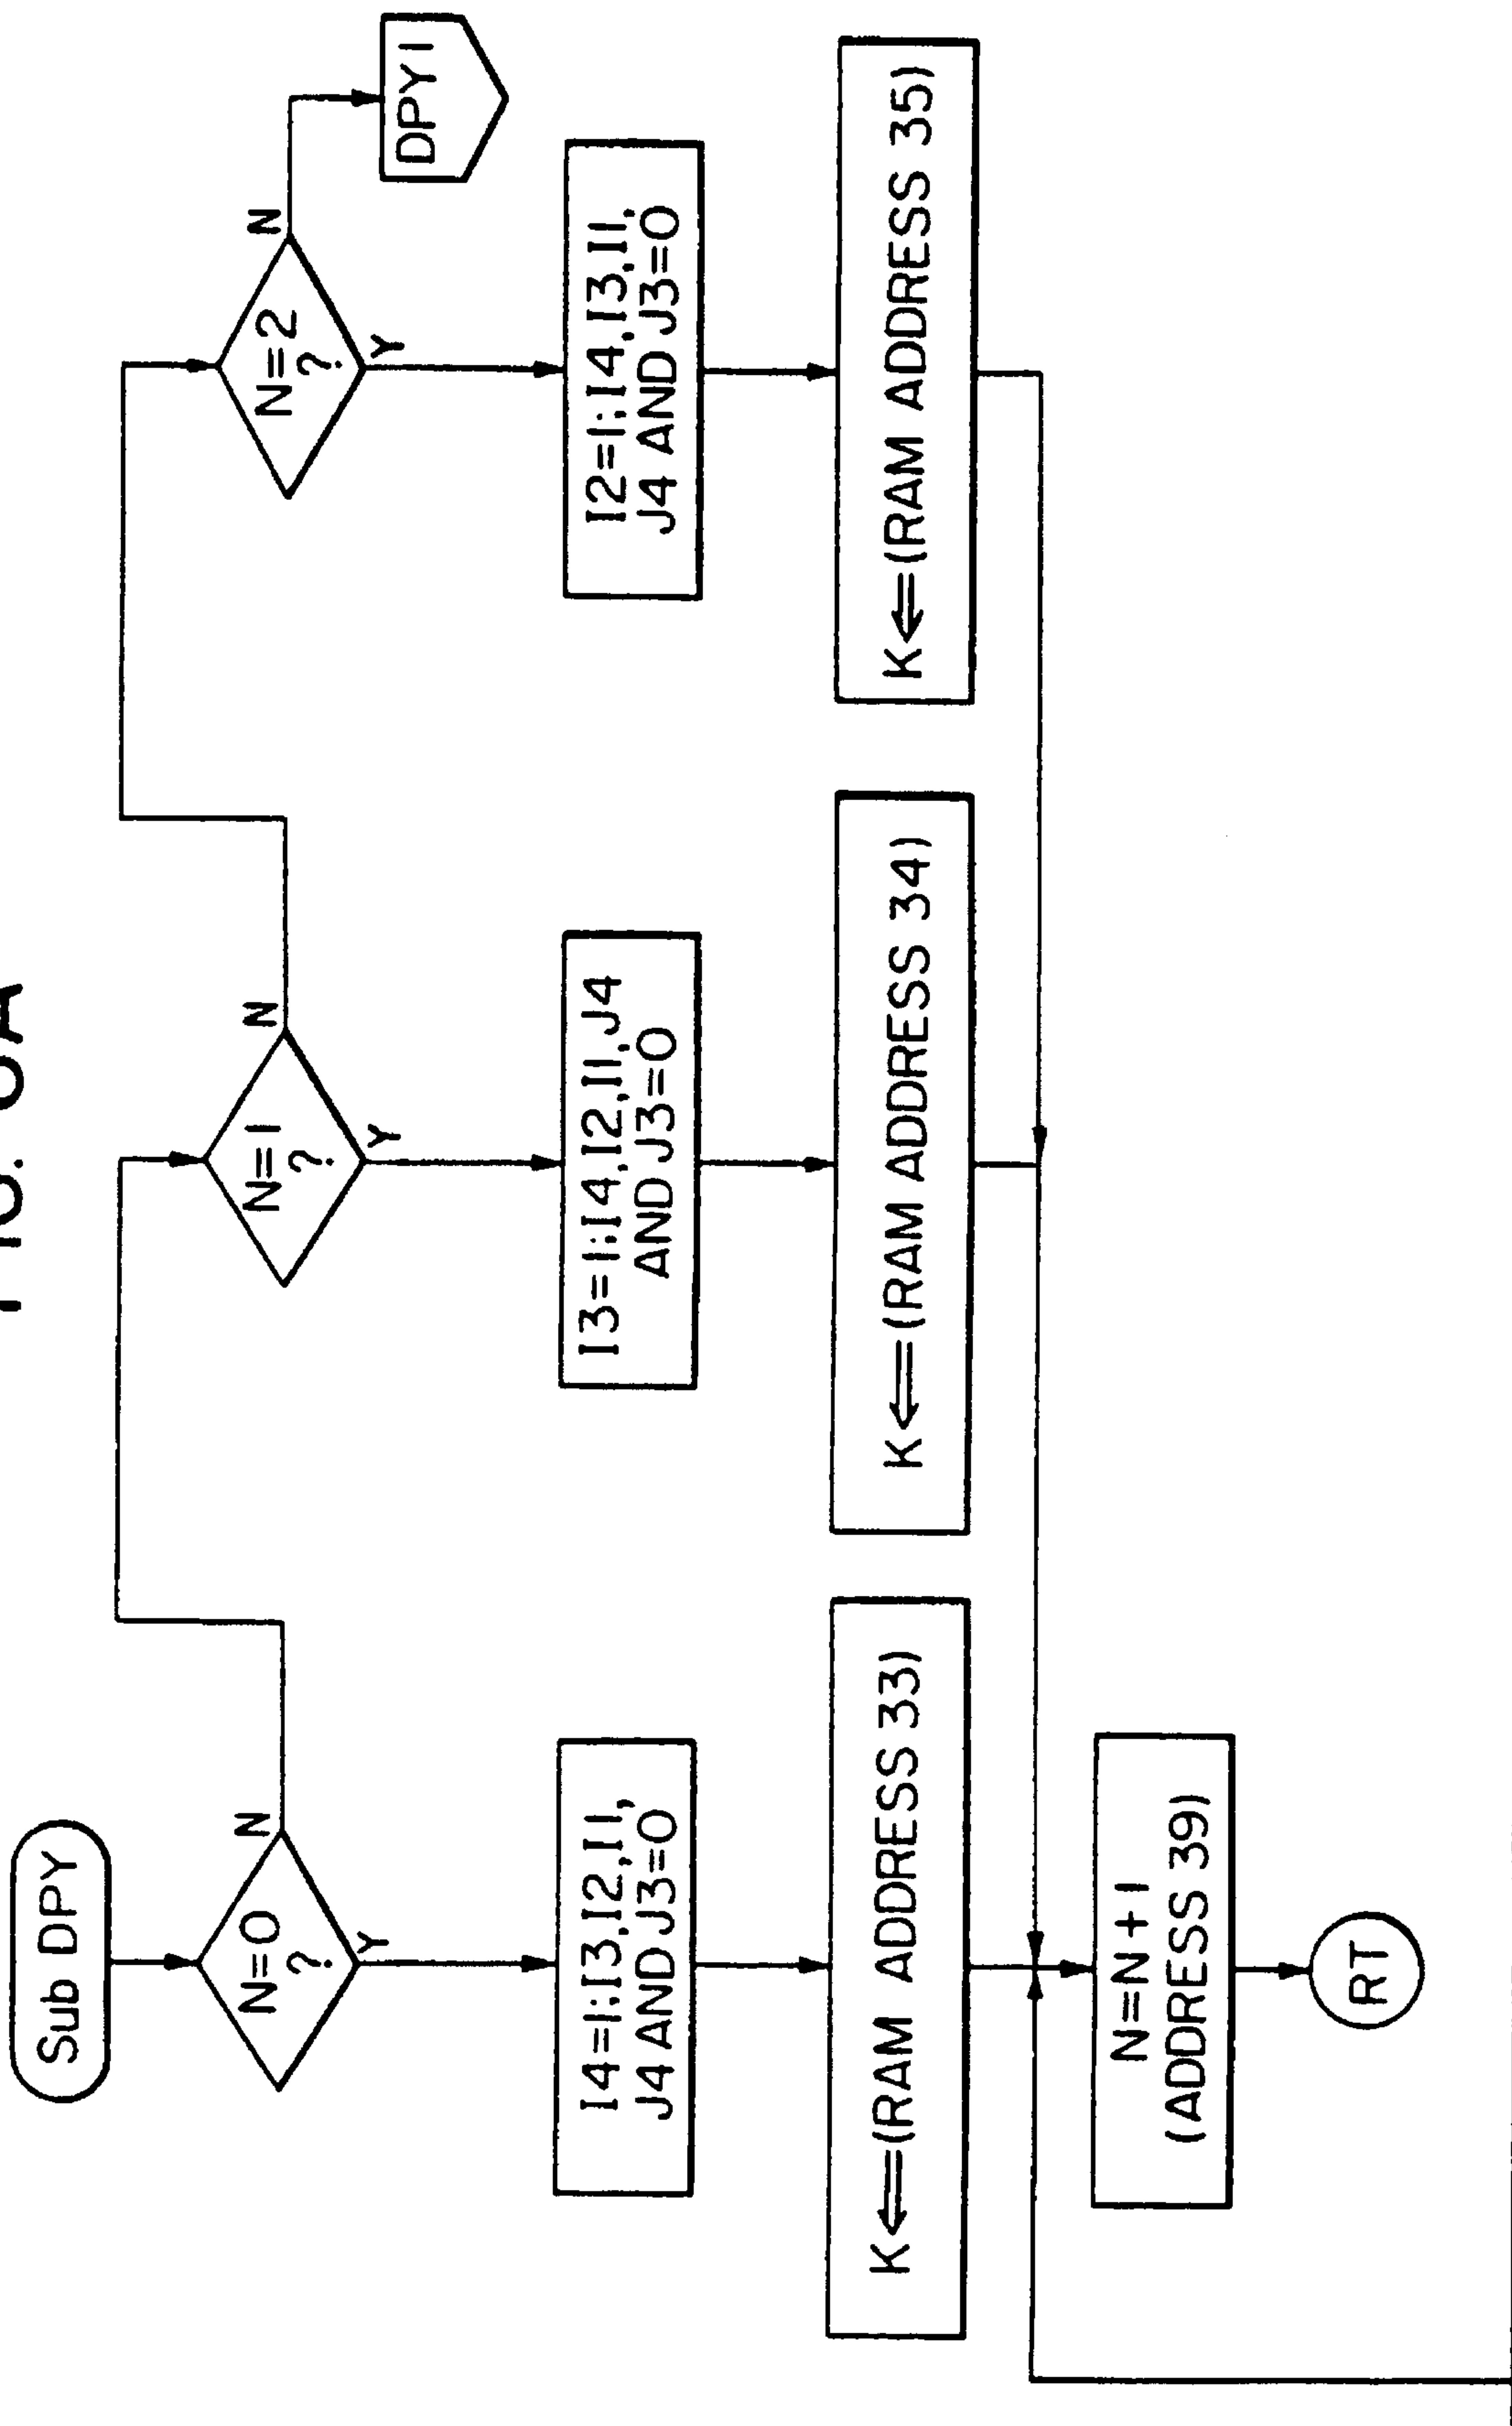 Sub DPY
N=0
?
N
Y
I4=1:I3,I2,I1,
J4 AND J3=0
K⇐(RAM ADDRESS 33)
N=N+1
(ADDRESS 39)
RT
N=1
?
N
Y
I3=1:I4,I2,I1,J4
AND J3=0
K⇐(RAM ADDRESS 34)
N=2
?
N
Y
I2=1:I4,I3,I1,
J4 AND J3=0
K⇐(RAM ADDRESS 35)
DPY1